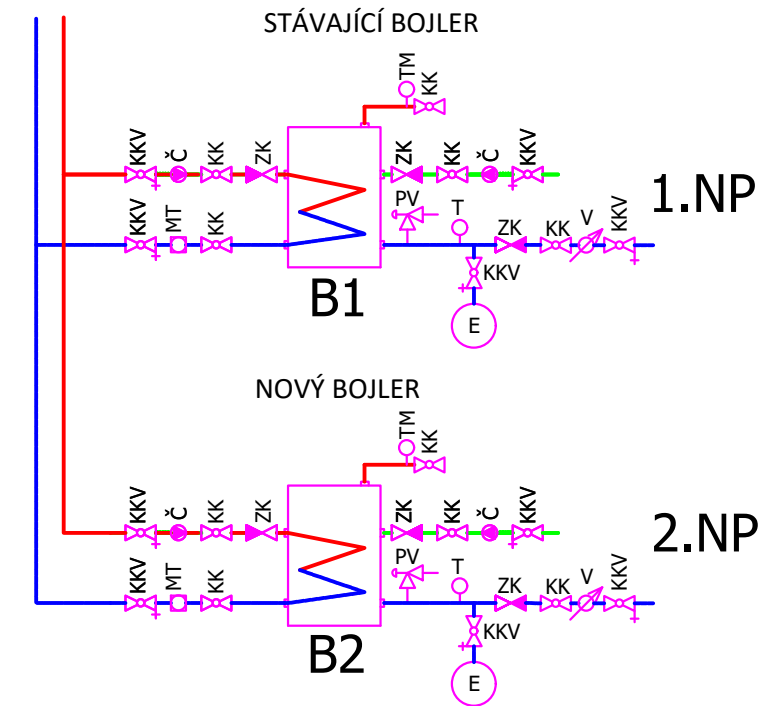 STÁVAJÍCÍ BOJLER
TM
KK
KKV Č KK ZK
ZK KK Č KKV
1.NP
KKV MT KK
PV T ZK KK V KKV
B1
KKV
E
NOVÝ BOJLER
TM
KK
KKV Č KK ZK
ZK KK Č KKV
2.NP
KKV MT KK
PV T ZK KK V KKV
B2
KKV
E